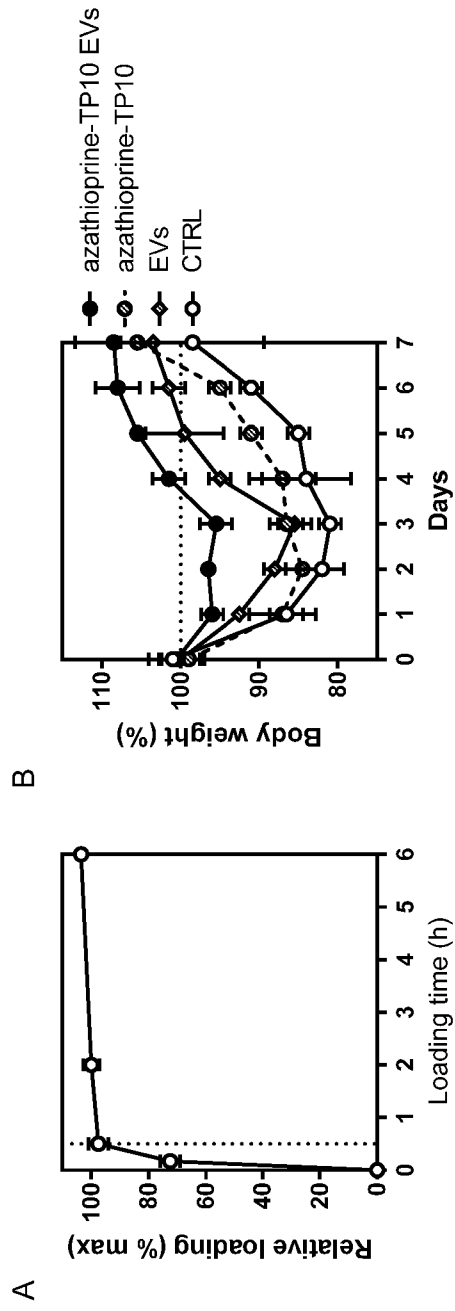 A
Relative loading (% max)
100
80
60
40
20
0
0 1 2 3 4 5 6
Loading time (h)
B
Body weight (%)
110
100
90
80
0 1 2 3 4 5 6 7
Days
azathioprine-TP10 EVs
azathioprine-TP10
EVs
CTRL